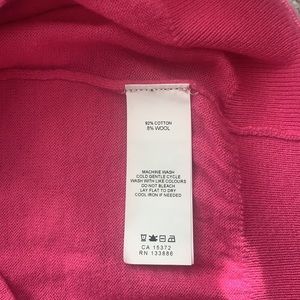 92% COTTON
8% WOOL
MACHINE WASH
COLD GENTLE CYCLE
WASH WITH LIKE COLOURS
DO NOT BLEACH
LAY FLAT TO DRY
COOL IRON IF NEEDED
CA 15372
RN 133886